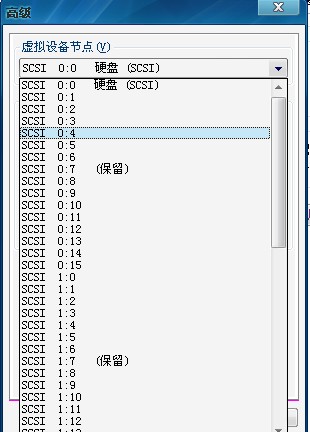 高级
虚拟设备节点(V)
SCSI 0:0 硬盘 (SCSI)
SCSI 0:0 硬盘 (SCSI)
SCSI 0:1
SCSI 0:2
SCSI 0:3
SCSI 0:4
SCSI 0:5
SCSI 0:6
SCSI 0:7 (保留)
SCSI 0:8
SCSI 0:9
SCSI 0:10
SCSI 0:11
SCSI 0:12
SCSI 0:13
SCSI 0:14
SCSI 0:15
SCSI 1:0
SCSI 1:1
SCSI 1:2
SCSI 1:3
SCSI 1:4
SCSI 1:5
SCSI 1:6
SCSI 1:7 (保留)
SCSI 1:8
SCSI 1:9
SCSI 1:10
SCSI 1:11
SCSI 1:12